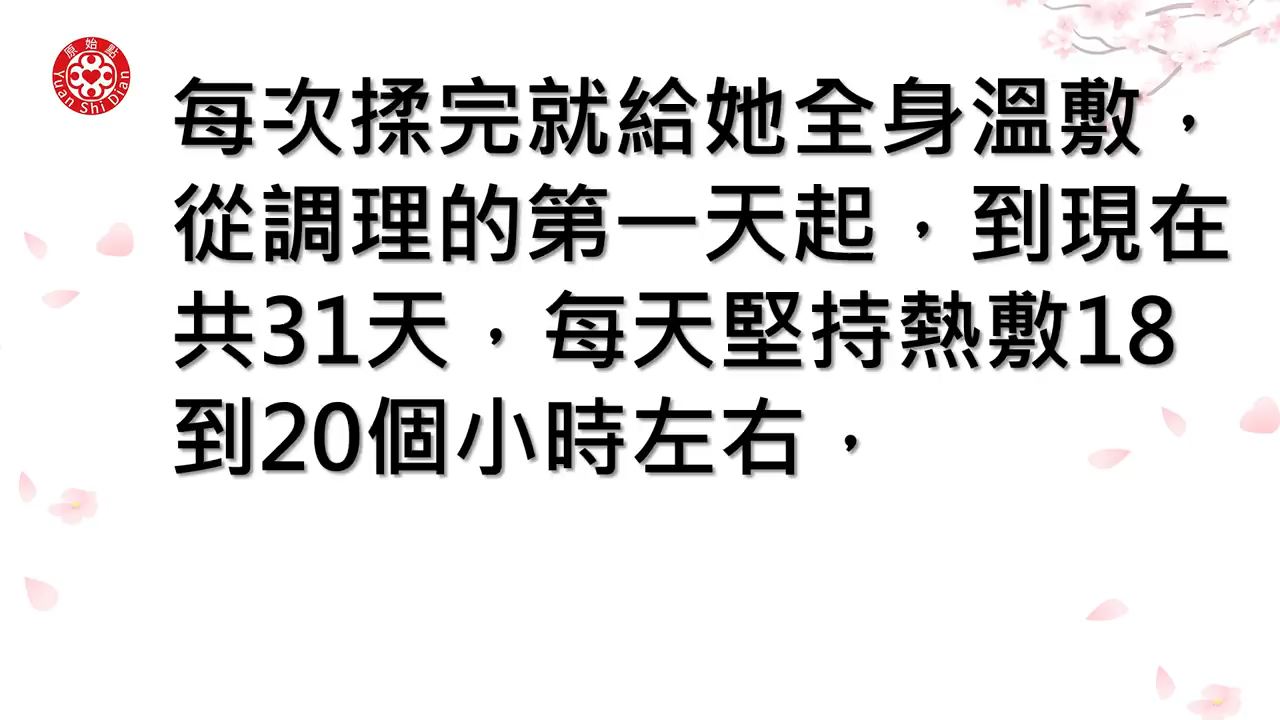 原始點
Yuan Shi Dian
每次揉完就給她全身溫敷，
從調理的第一天起，到現在
共31天，每天堅持熱敷18
到20個小時左右，